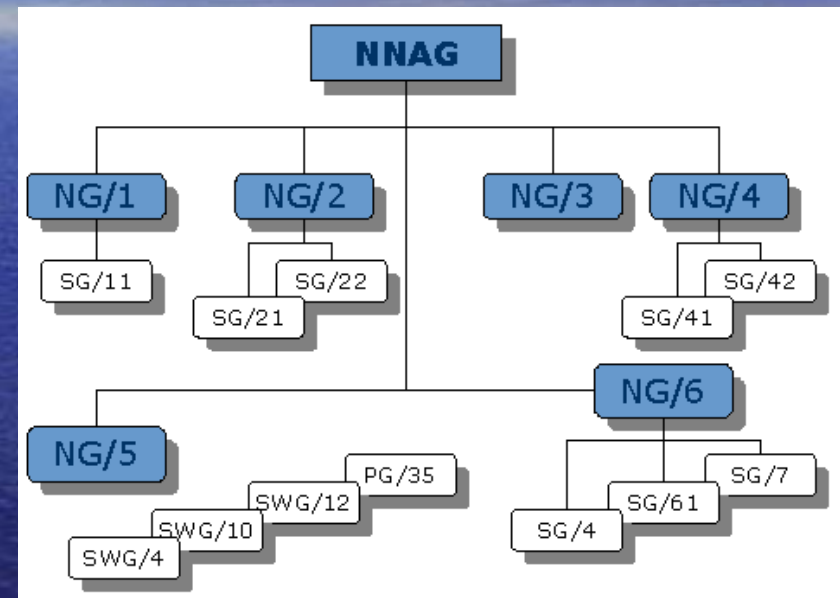 NNAG
NG/1
NG/2
NG/3
NG/4
SG/11
SG/22
SG/21
SG/42
SG/41
NG/6
NG/5
PG/35
SWG/12
SWG/10
SWG/4
SG/7
SG/61
SG/4